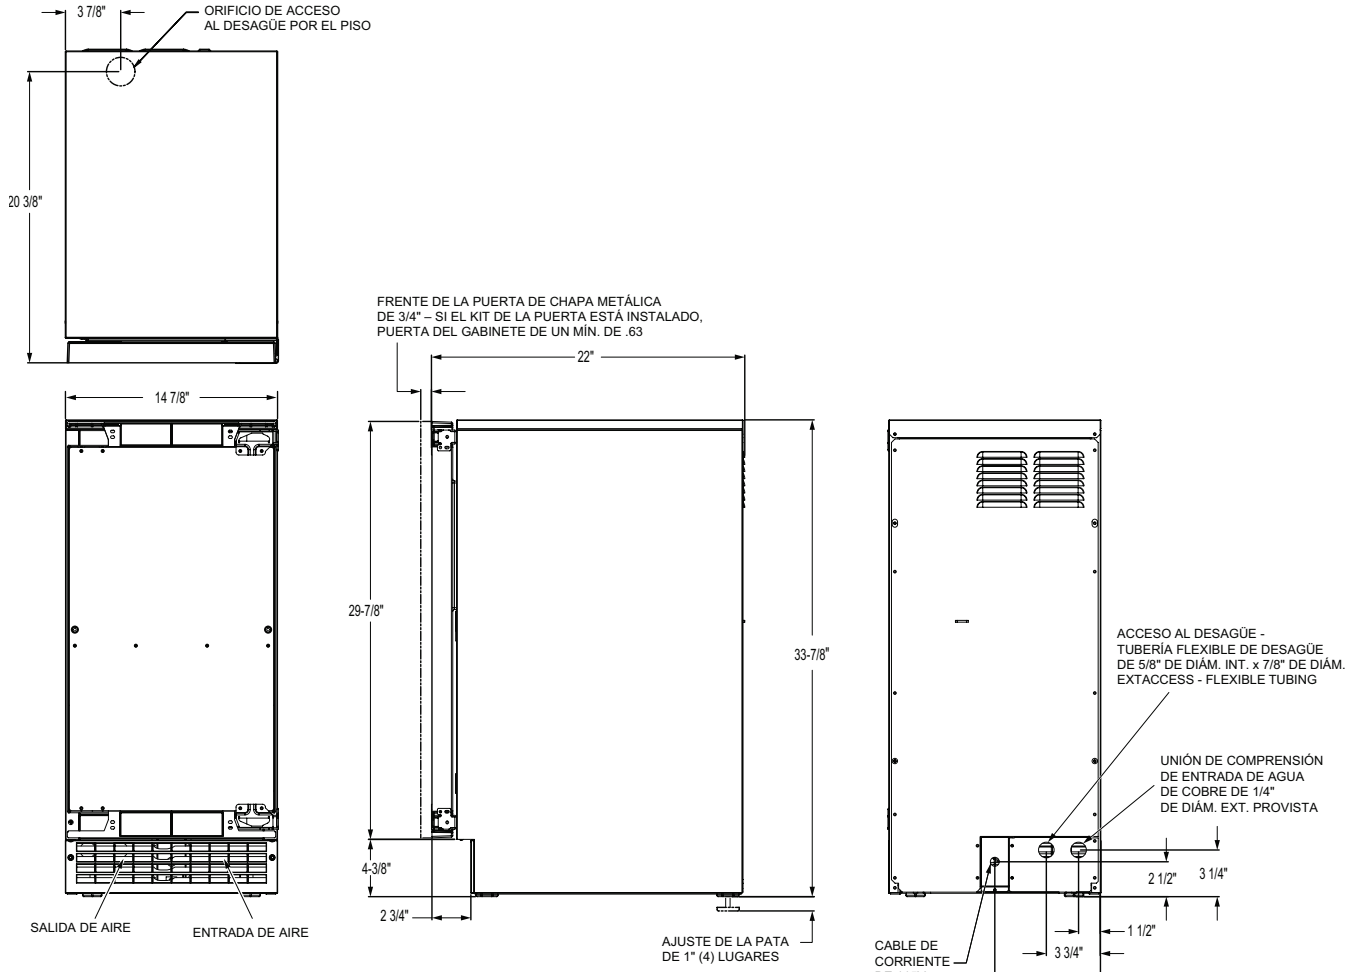 3 7/8"
ORIFICIO DE ACCESO
AL DESAGÜE POR EL PISO
20 3/8"
FRENTE DE LA PUERTA DE CHAPA METÁLICA
DE 3/4" – SI EL KIT DE LA PUERTA ESTÁ INSTALADO,
PUERTA DEL GABINETE DE UN MÍN. DE .63
22"
14 7/8"
29-7/8"
33-7/8"
ACCESO AL DESAGÜE -
TUBERÍA FLEXIBLE DE DESAGÜE
DE 5/8" DE DIÁM. INT. x 7/8" DE DIÁM.
EXTACCESS - FLEXIBLE TUBING
UNIÓN DE COMPRENSIÓN
DE ENTRADA DE AGUA
DE COBRE DE 1/4"
DE DIÁM. EXT. PROVISTA
4-3/8"
2 1/2"
3 1/4"
2 3/4"
SALIDA DE AIRE
ENTRADA DE AIRE
1 1/2"
3 3/4"
AJUSTE DE LA PATA
DE 1" (4) LUGARES
CABLE DE
CORRIENTE